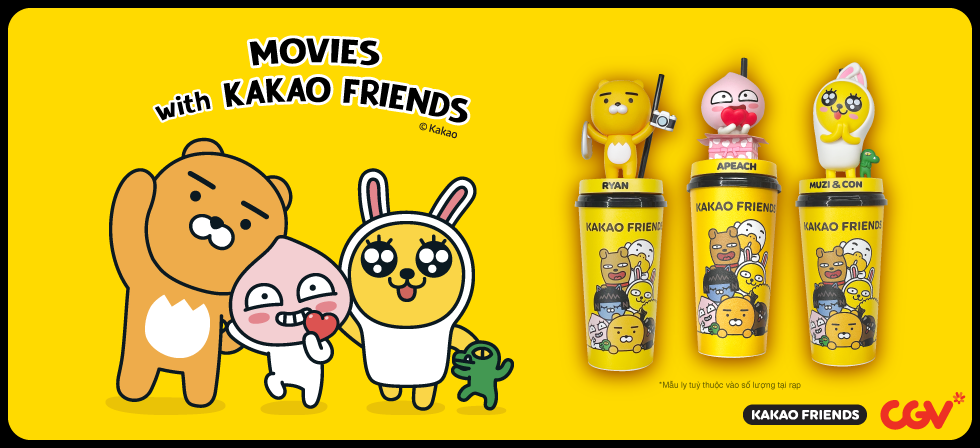 MOVIES
with KAKAO FRIENDS
© Kakao
RYAN
APEACH
MUZI & CON
KAKAO FRIENDS
KAKAO FRIENDS
KAKAO FRIENDS
*Mẫu ly tuỳ thuộc vào số lượng tại rạp
KAKAO FRIENDS
CGV